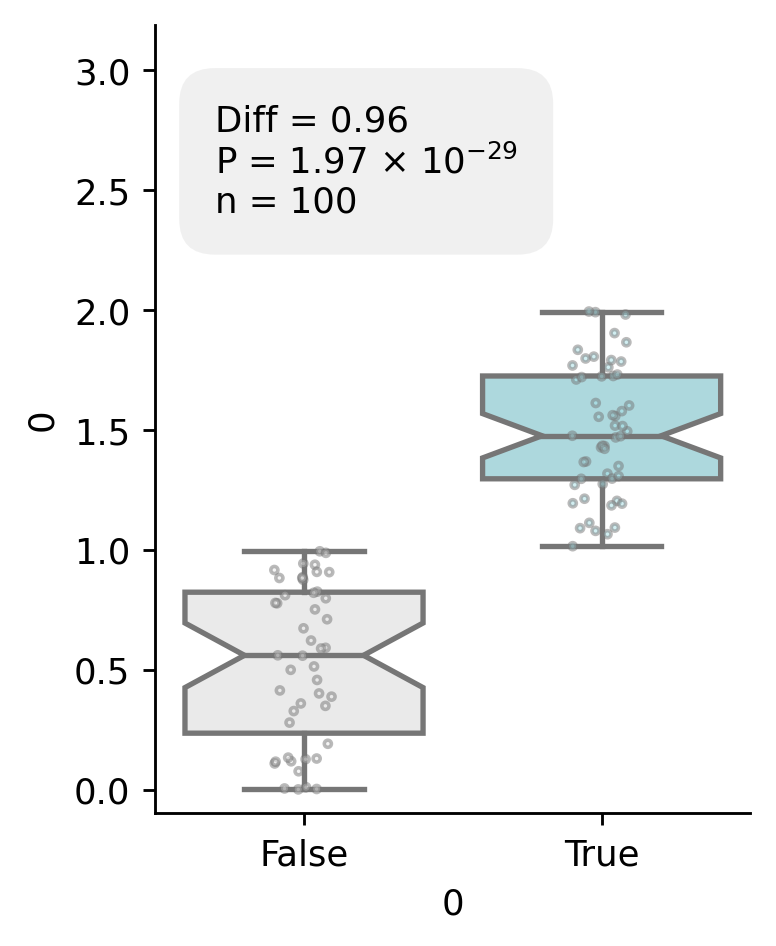 3.0
Diff = 0.96
P = 1.97 × 10⁻²⁹
n = 100
2.5
2.0
1.5
1.0
0.5
0.0
0
False True
0